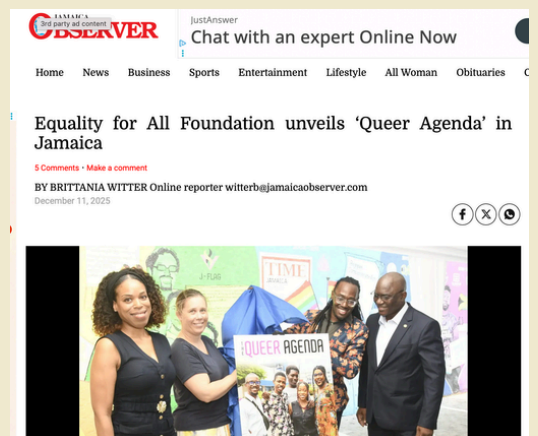 JAMAICA
3rd party ad content
OBSERVER
JustAnswer
Chat with an expert Online Now
Home News Business Sports Entertainment Lifestyle All Woman Obituaries
Equality for All Foundation unveils ‘Queer Agenda’ in
Jamaica
5 Comments • Make a comment
BY BRITTANIA WITTER Online reporter witterb@jamaicaobserver.com
December 11, 2025
J-FLAG
TIME
QUEER AGENDA